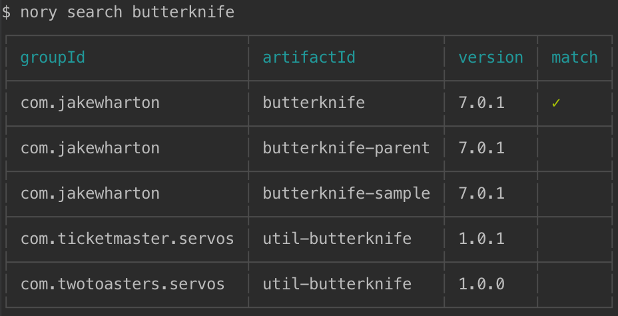 $ nory search butterknife
groupId artifactId version match
com.jakewharton butterknife 7.0.1 ✓
com.jakewharton butterknife-parent 7.0.1
com.jakewharton butterknife-sample 7.0.1
com.ticketmaster.servos util-butterknife 1.0.1
com.twotoasters.servos util-butterknife 1.0.0